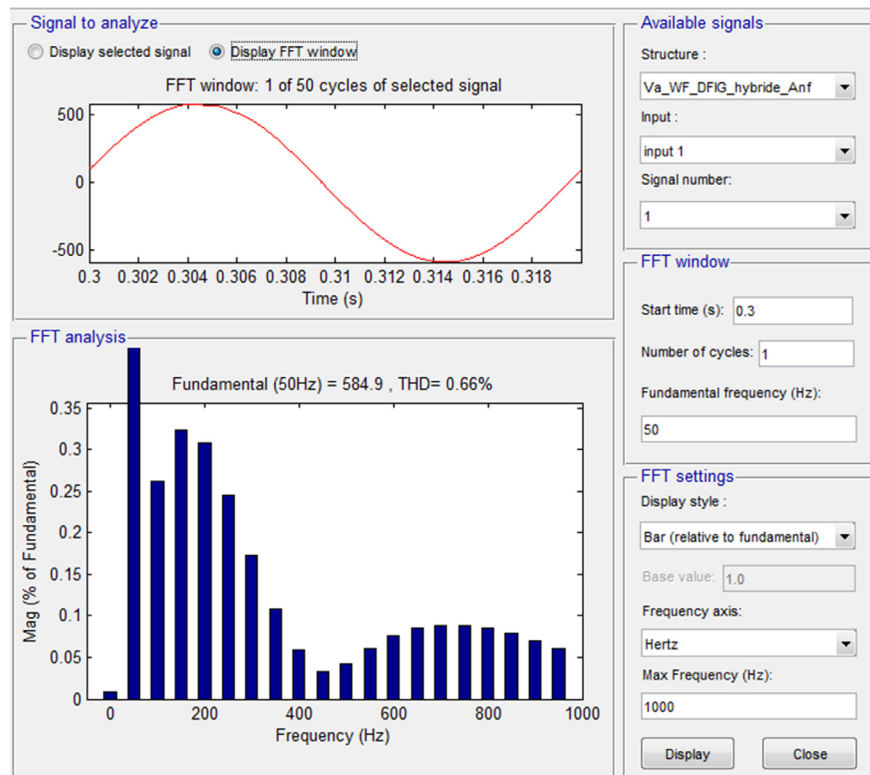 Signal to analyze
Display selected signal
Display FFT window
FFT window: 1 of 50 cycles of selected signal
500
0
-500
0.3 0.302 0.304 0.306 0.308 0.31 0.312 0.314 0.316 0.318
Time (s)
FFT analysis
Fundamental (50Hz) = 584.9 , THD= 0.66%
Mag (% of Fundamental)
0.35
0.3
0.25
0.2
0.15
0.1
0.05
0
0 200 400 600 800 1000
Frequency (Hz)
Available signals
Structure :
Va_WF_DFIG_hybride_Anf
Input :
input 1
Signal number:
1
FFT window
Start time (s): 0.3
Number of cycles: 1
Fundamental frequency (Hz):
50
FFT settings
Display style :
Bar (relative to fundamental)
Base value: 1.0
Frequency axis:
Hertz
Max Frequency (Hz):
1000
Display Close